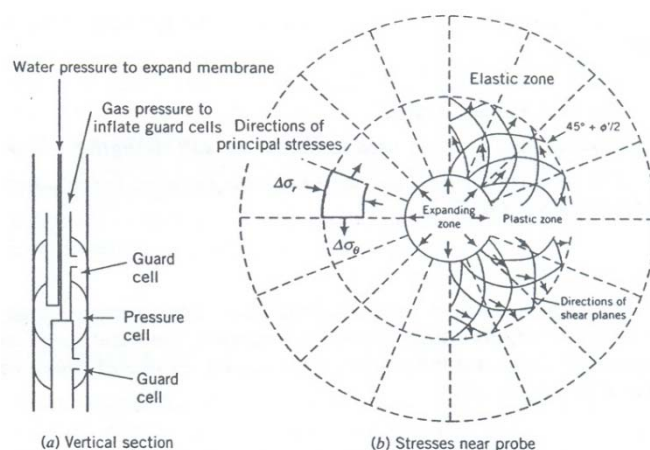 Water pressure to expand membrane
Gas pressure to
inflate guard cells
Guard
cell
Pressure
cell
Guard
cell
(a) Vertical section
Elastic zone
45° + ϕ'/2
Directions of
principal stresses
Δσr
Δσθ
Expanding
zone
Plastic zone
Directions of
shear planes
(b) Stresses near probe